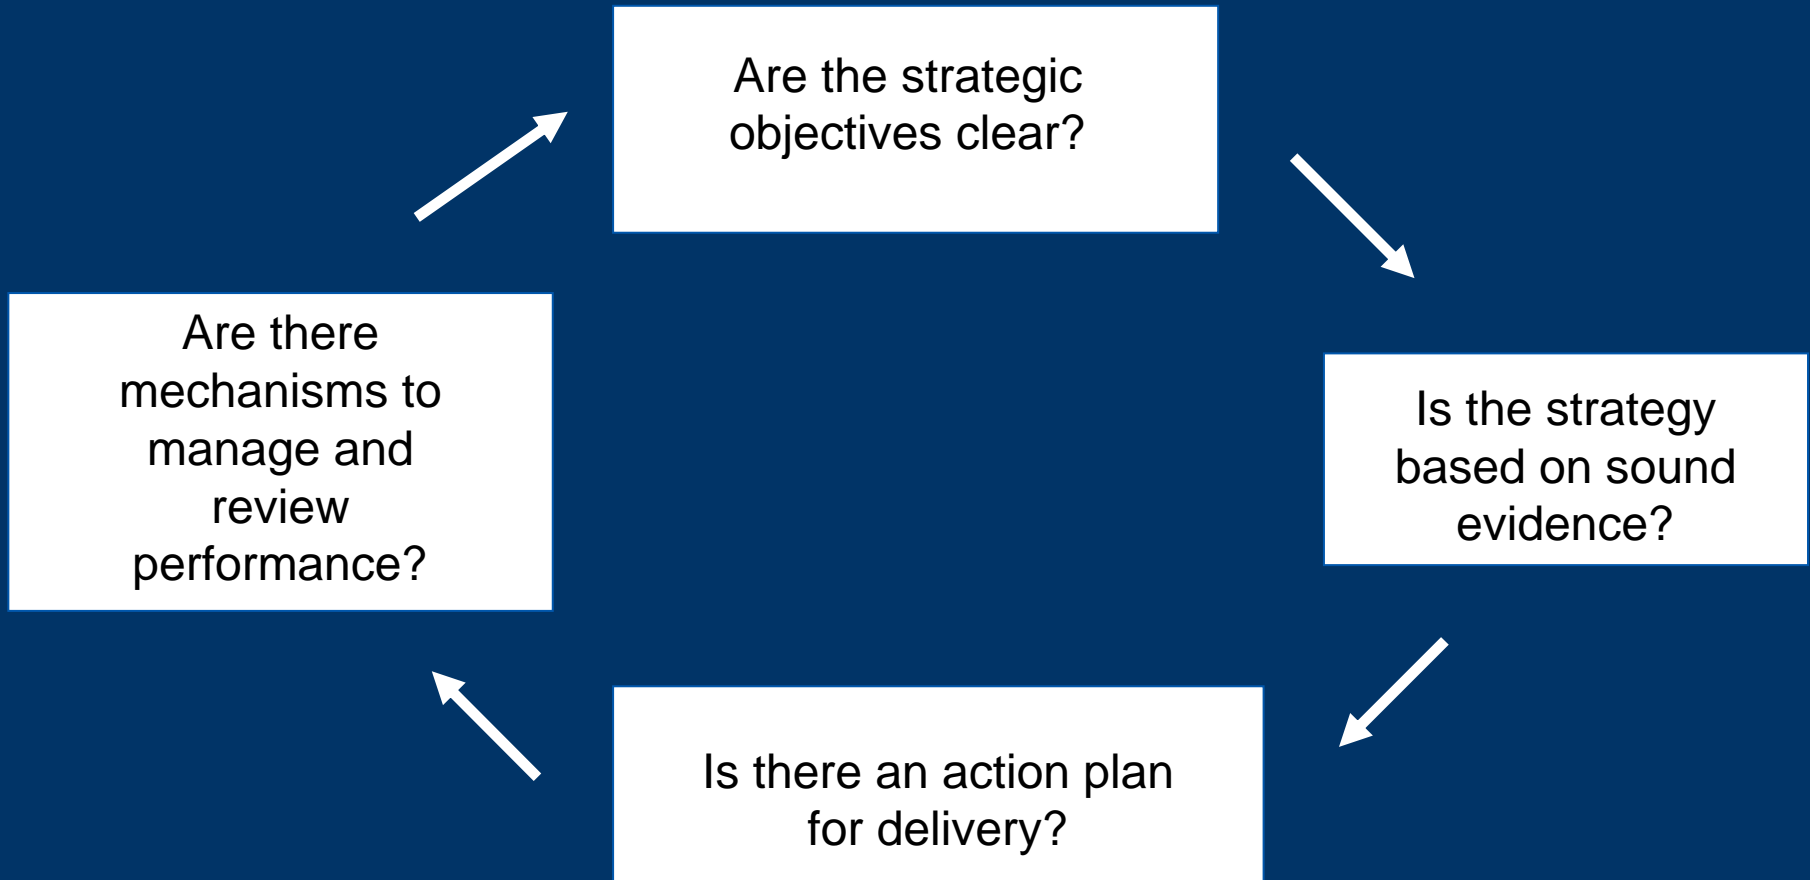 Are the strategic
objectives clear?
Is the strategy
based on sound
evidence?
Is there an action plan
for delivery?
Are there
mechanisms to
manage and
review
performance?